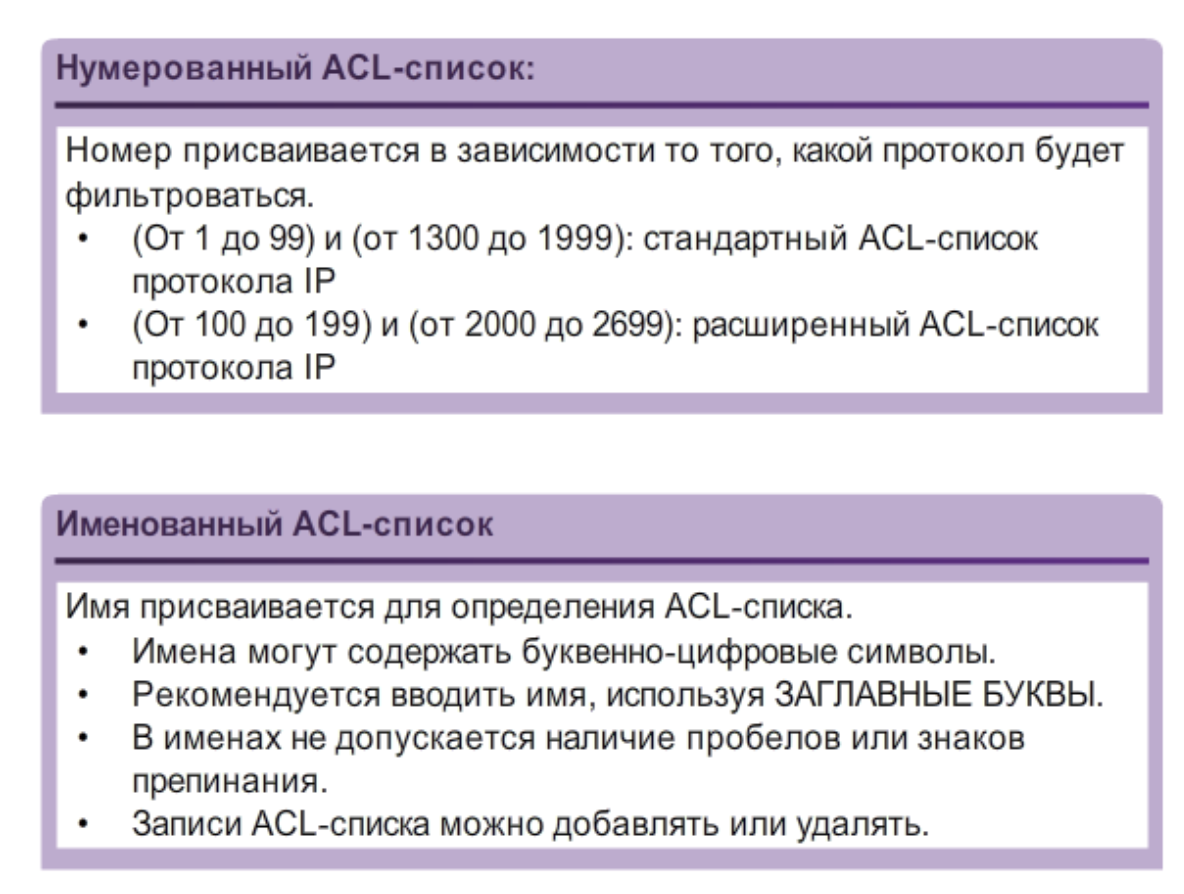 Нумерованный ACL-список:
Номер присваивается в зависимости то того, какой протокол будет
фильтроваться.
• (От 1 до 99) и (от 1300 до 1999): стандартный ACL-список
протокола IP
• (От 100 до 199) и (от 2000 до 2699): расширенный ACL-список
протокола IP
Именованный ACL-список
Имя присваивается для определения ACL-списка.
• Имена могут содержать буквенно-цифровые символы.
• Рекомендуется вводить имя, используя ЗАГЛАВНЫЕ БУКВЫ.
• В именах не допускается наличие пробелов или знаков
препинания.
• Записи ACL-списка можно добавлять или удалять.